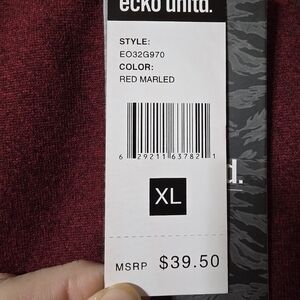 ecko unltd.
STYLE:
EO32G970
COLOR:
RED MARLED
6 29211 63782 1
XL
d.
MSRP $39.50